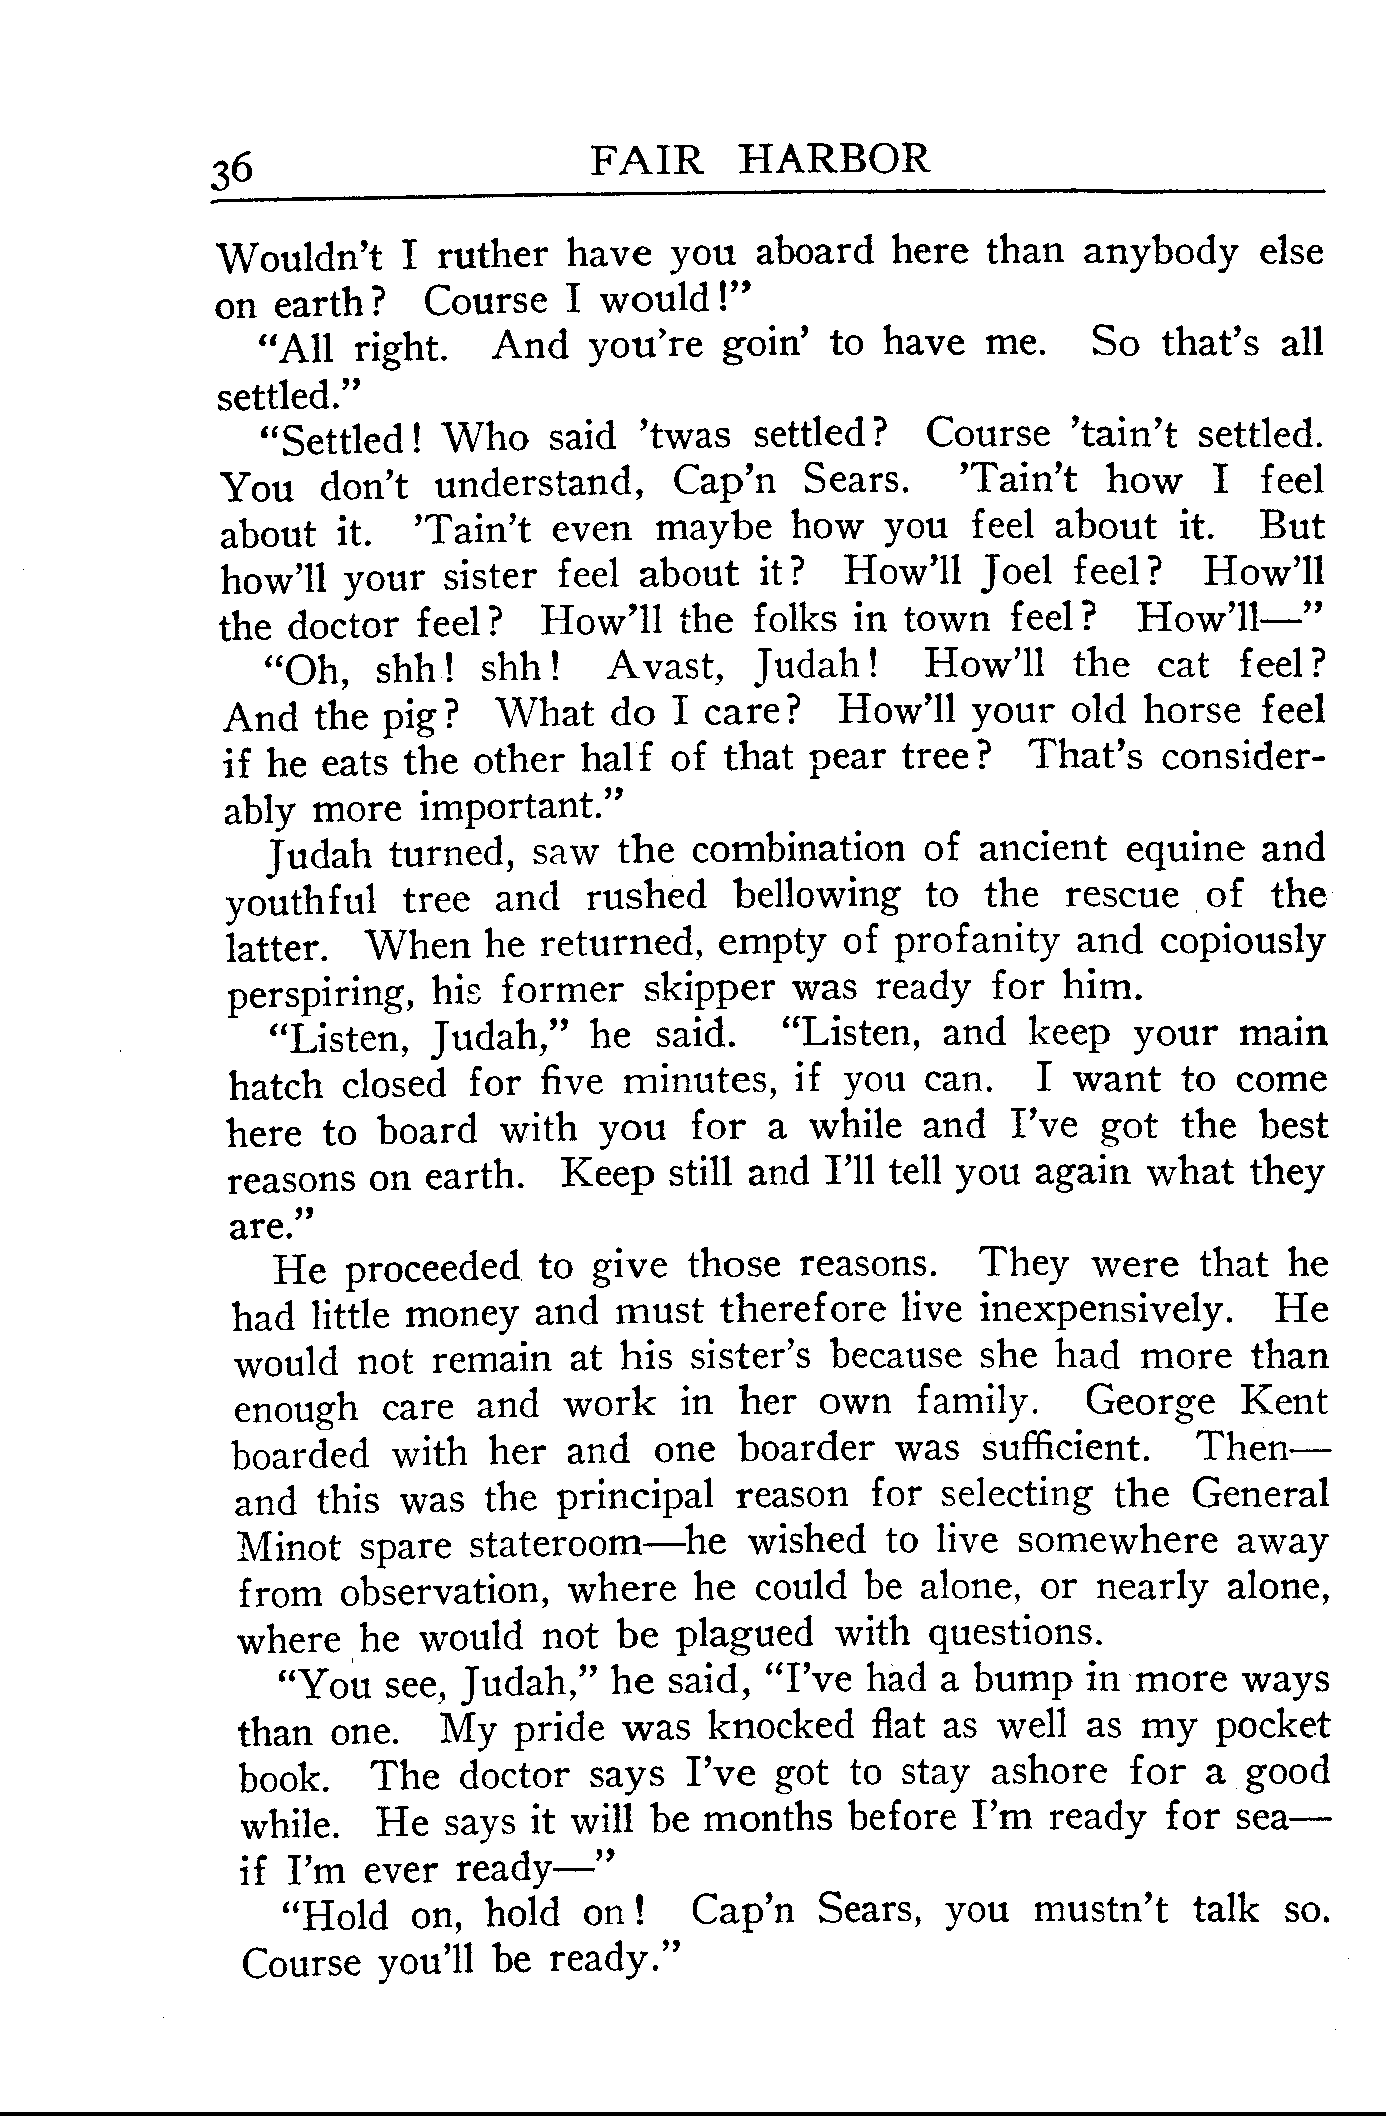 36 FAIR HARBOR
Wouldn't I ruther have you aboard here than anybody else
on earth? Course I would!”
“All right. And you're goin' to have me. So that's all
settled.”
“Settled! Who said 'twas settled? Course 'tain't settled.
You don't understand, Cap'n Sears. 'Tain't how I feel
about it. 'Tain't even maybe how you feel about it. But
how'll your sister feel about it? How'll Joel feel? How'll
the doctor feel? How'll the folks in town feel? How'll—”
“Oh, shh! shh! Avast, Judah! How'll the cat feel?
And the pig? What do I care? How'll your old horse feel
if he eats the other half of that pear tree? That's consider-
ably more important.”
Judah turned, saw the combination of ancient equine and
youthful tree and rushed bellowing to the rescue of the
latter. When he returned, empty of profanity and copiously
perspiring, his former skipper was ready for him.
“Listen, Judah,” he said. “Listen, and keep your main
hatch closed for five minutes, if you can. I want to come
here to board with you for a while and I've got the best
reasons on earth. Keep still and I'll tell you again what they
are.”
He proceeded to give those reasons. They were that he
had little money and must therefore live inexpensively. He
would not remain at his sister's because she had more than
enough care and work in her own family. George Kent
boarded with her and one boarder was sufficient. Then—
and this was the principal reason for selecting the General
Minot spare stateroom—he wished to live somewhere away
from observation, where he could be alone, or nearly alone,
where he would not be plagued with questions.
“You see, Judah,” he said, “I've had a bump in more ways
than one. My pride was knocked flat as well as my pocket
book. The doctor says I've got to stay ashore for a good
while. He says it will be months before I'm ready for sea—
if I'm ever ready—”
“Hold on, hold on! Cap'n Sears, you mustn't talk so.
Course you'll be ready.”